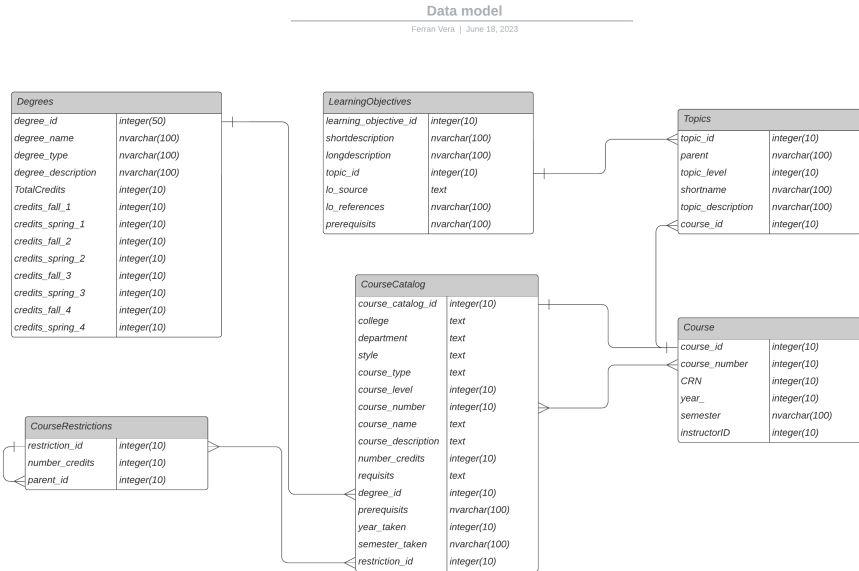 Data model
Ferran Vera | June 18, 2023
Degrees
degree_id integer(50)
degree_name nvarchar(100)
degree_type nvarchar(100)
degree_description nvarchar(100)
TotalCredits integer(10)
credits_fall_1 integer(10)
credits_spring_1 integer(10)
credits_fall_2 integer(10)
credits_spring_2 integer(10)
credits_fall_3 integer(10)
credits_spring_3 integer(10)
credits_fall_4 integer(10)
credits_spring_4 integer(10)
LearningObjectives
learning_objective_id integer(10)
shortdescription nvarchar(100)
longdescription nvarchar(100)
topic_id integer(10)
lo_source text
lo_references nvarchar(100)
prerequisits nvarchar(100)
Topics
topic_id integer(10)
parent nvarchar(100)
topic_level integer(10)
shortname nvarchar(100)
topic_description nvarchar(100)
course_id integer(10)
CourseCatalog
course_catalog_id integer(10)
college text
department text
style text
course_type text
course_level integer(10)
course_number integer(10)
course_name text
course_description text
number_credits integer(10)
requisits text
degree_id integer(10)
prerequisits nvarchar(100)
year_taken integer(10)
semester_taken nvarchar(100)
restriction_id integer(10)
Course
course_id integer(10)
course_number integer(10)
CRN integer(10)
year_ integer(10)
semester nvarchar(100)
instructorID integer(10)
CourseRestrictions
restriction_id integer(10)
number_credits integer(10)
parent_id integer(10)